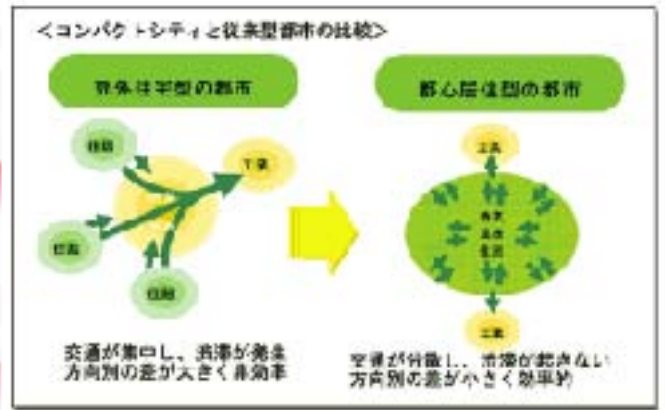 <コンパクトシティと従来型都市の比較>
郊外住宅型の都市
都心居住型の都市
住居
工業
住居
住居
工業
工業
交通が集中し、渋滞が発生
方向別の差が大きく非効率
交通が分散し、渋滞が起きない
方向別の差が小さく効率的